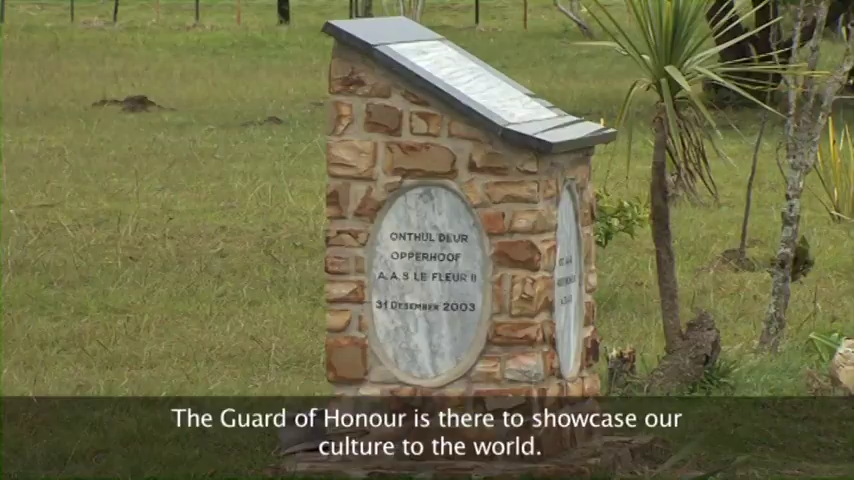 ONTHUL DEUR
OPPERHOOF
A.A.S LE FLEUR II
31 DESEMBER 2003
The Guard of Honour is there to showcase our
culture to the world.